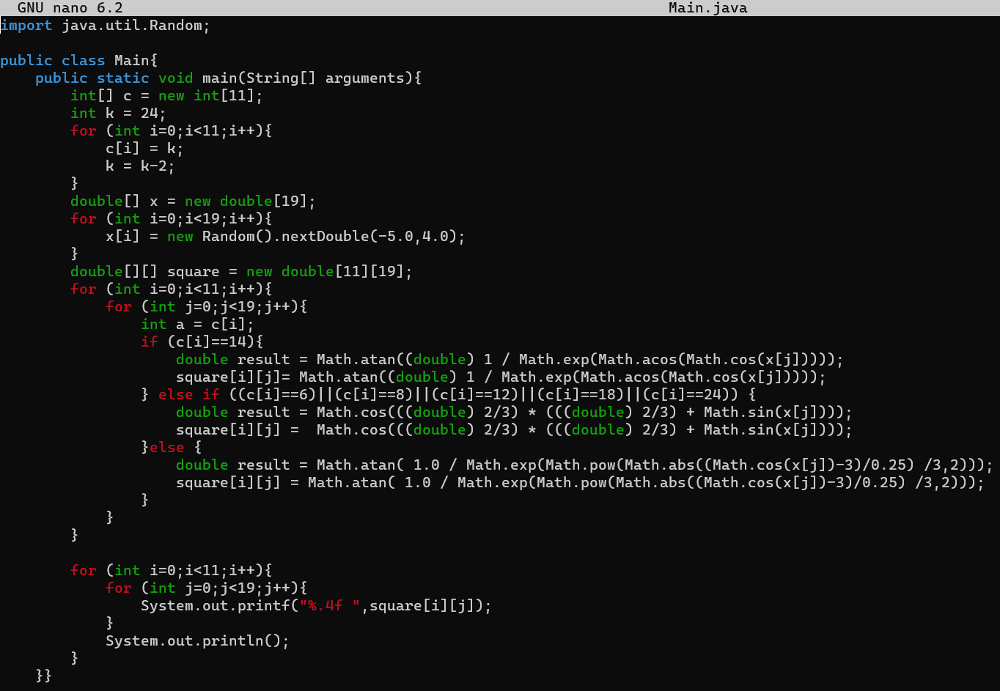 GNU nano 6.2 Main.java
import java.util.Random;

public class Main{
    public static void main(String[] arguments){
        int[] c = new int[11];
        int k = 24;
        for (int i=0;i<11;i++){
            c[i] = k;
            k = k-2;
        }
        double[] x = new double[19];
        for (int i=0;i<19;i++){
            x[i] = new Random().nextDouble(-5.0,4.0);
        }
        double[][] square = new double[11][19];
        for (int i=0;i<11;i++){
            for (int j=0;j<19;j++){
                int a = c[i];
                if (c[i]==14){
                    double result = Math.atan((double) 1 / Math.exp(Math.acos(Math.cos(x[j]))));
                    square[i][j]= Math.atan((double) 1 / Math.exp(Math.acos(Math.cos(x[j]))));
                } else if ((c[i]==6)||(c[i]==8)||(c[i]==12)||(c[i]==18)||(c[i]==24)) {
                    double result = Math.cos(((double) 2/3) * (((double) 2/3) + Math.sin(x[j])));
                    square[i][j] =  Math.cos(((double) 2/3) * (((double) 2/3) + Math.sin(x[j])));
                }else {
                    double result = Math.atan( 1.0 / Math.exp(Math.pow(Math.abs((Math.cos(x[j])-3)/0.25) /3,2)));
                    square[i][j] = Math.atan( 1.0 / Math.exp(Math.pow(Math.abs((Math.cos(x[j])-3)/0.25) /3,2)));
                }
            }
        }

        for (int i=0;i<11;i++){
            for (int j=0;j<19;j++){
                System.out.printf("%.4f ",square[i][j]);
            }
            System.out.println();
        }
    }}